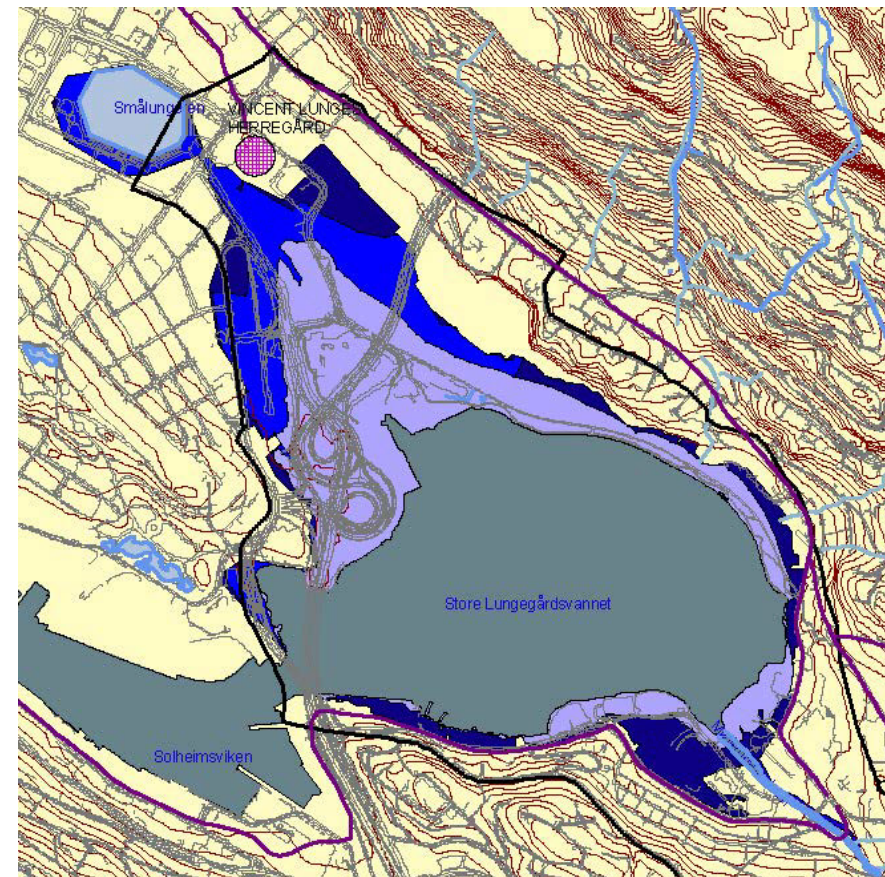 Smålungeren
VINCENT LUNGES
HERREGÅRD
Store Lungegårdsvannet
Solheimsviken